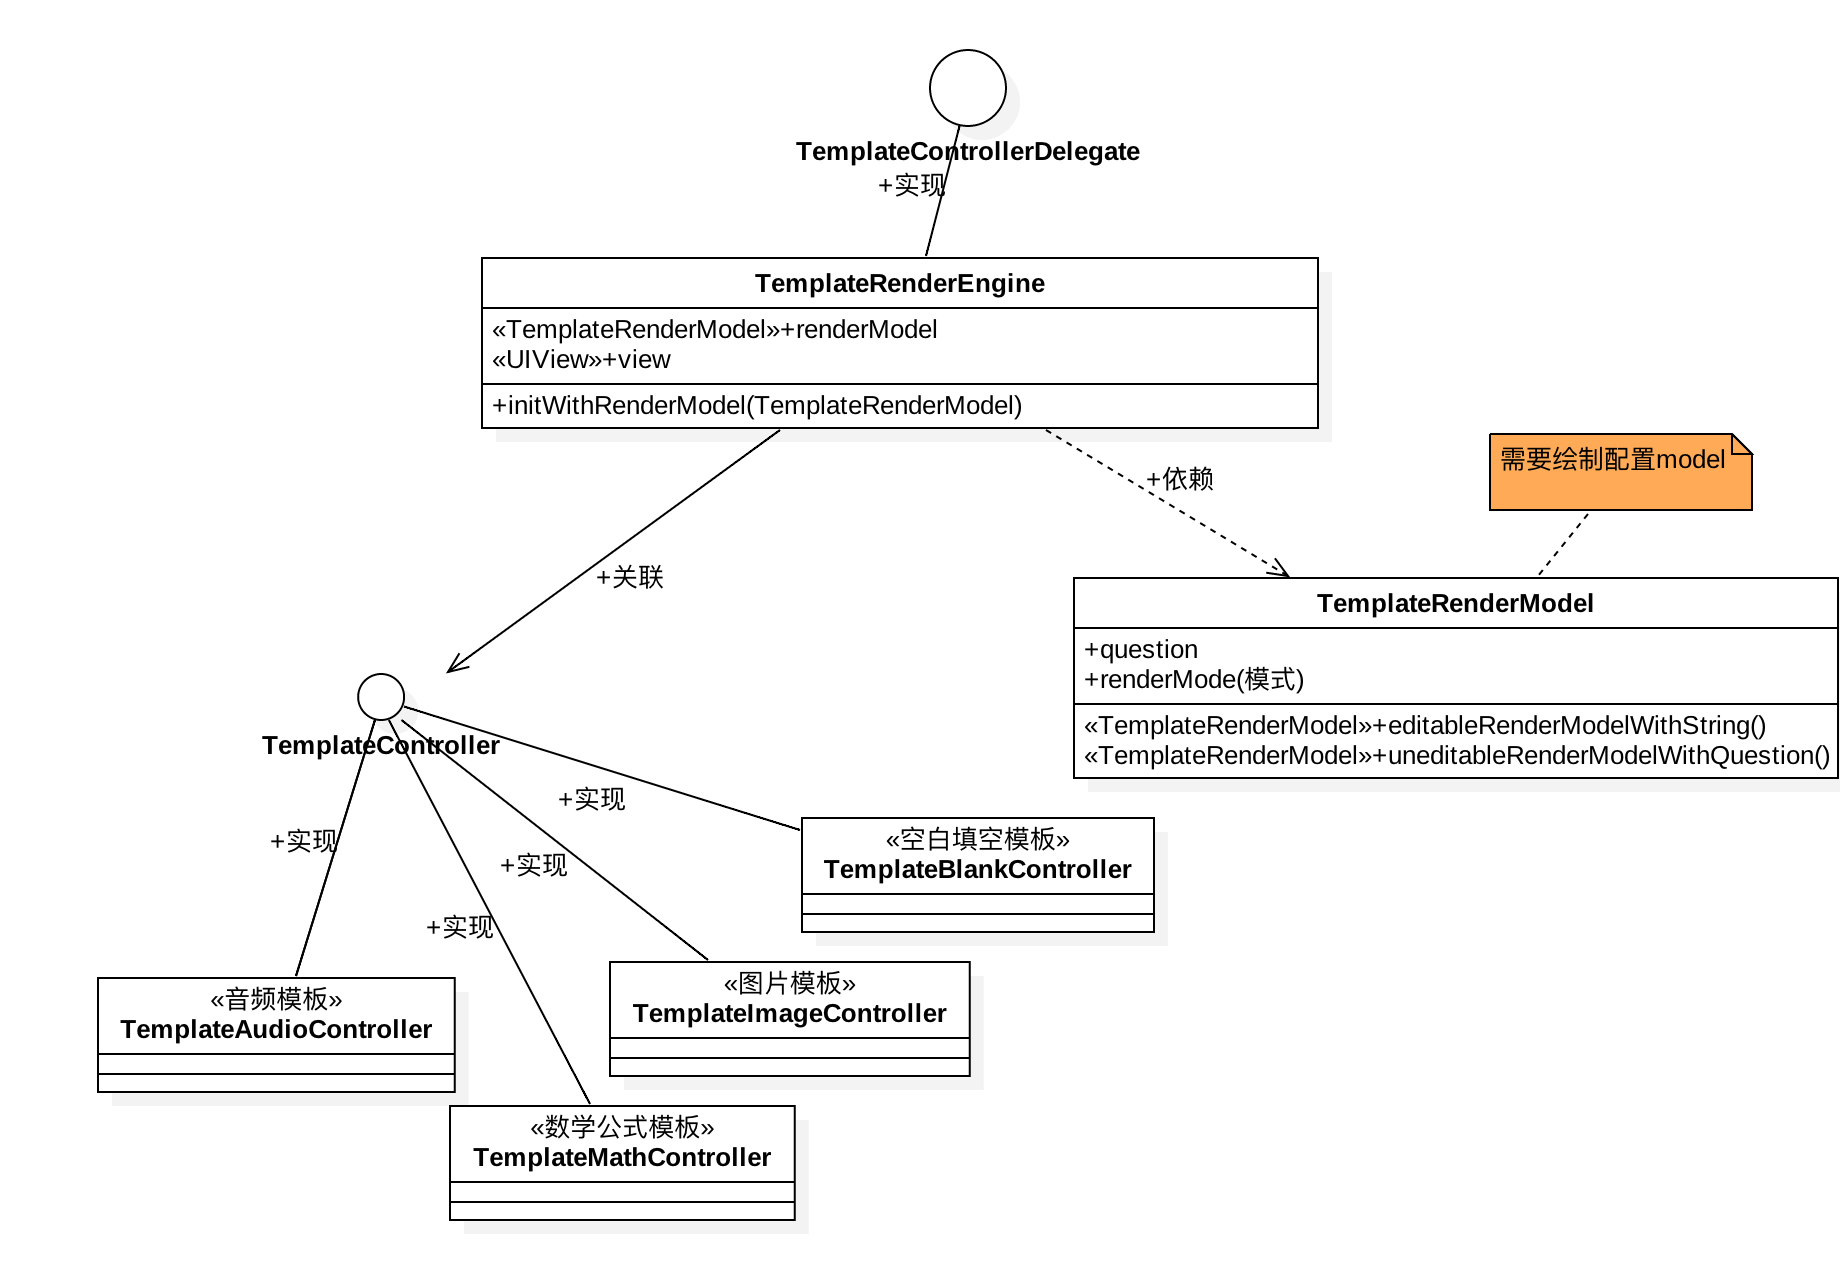 TemplateControllerDelegate
+实现
TemplateRenderEngine
«TemplateRenderModel»+renderModel
«UIView»+view
+initWithRenderModel(TemplateRenderModel)
需要绘制配置model
+依赖
+关联
TemplateRenderModel
+question
+renderMode(模式)
«TemplateRenderModel»+editableRenderModelWithString()
«TemplateRenderModel»+uneditableRenderModelWithQuestion()
TemplateController
+实现
+实现
+实现
+实现
«空白填空模板»
TemplateBlankController
«图片模板»
TemplateImageController
«音频模板»
TemplateAudioController
«数学公式模板»
TemplateMathController